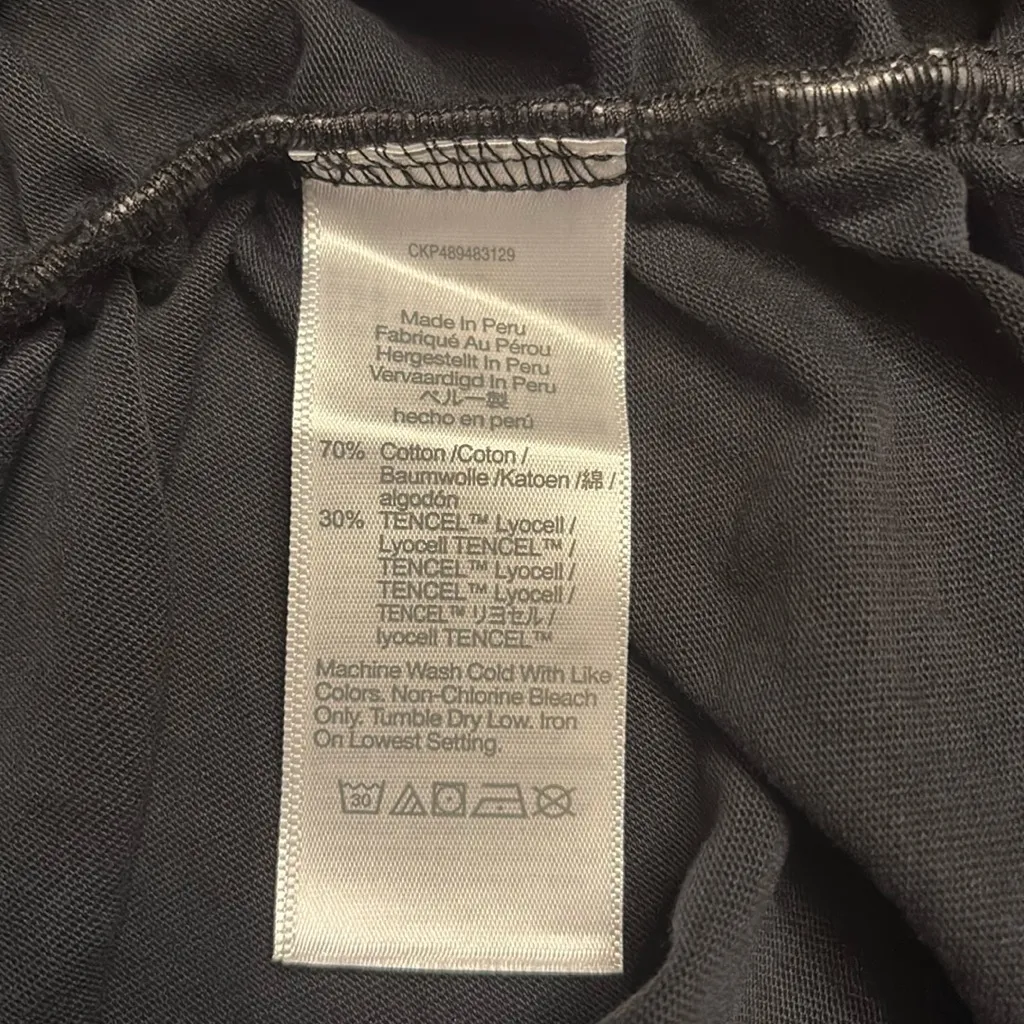 CKP489483129
Made In Peru
Fabriqué Au Pérou
Hergestellt In Peru
Vervaardigd In Peru
ペルー製
hecho en perú
70% Cotton /Coton /
Baumwolle /Katoen /綿 /
algodón
30% TENCEL™ Lyocell /
Lyocell TENCEL™ /
TENCEL™ Lyocell /
TENCEL™ Lyocell /
TENCEL™ リヨセル /
lyocell TENCEL™
Machine Wash Cold With Like
Colors. Non-Chlorine Bleach
Only. Tumble Dry Low. Iron
On Lowest Setting.
30